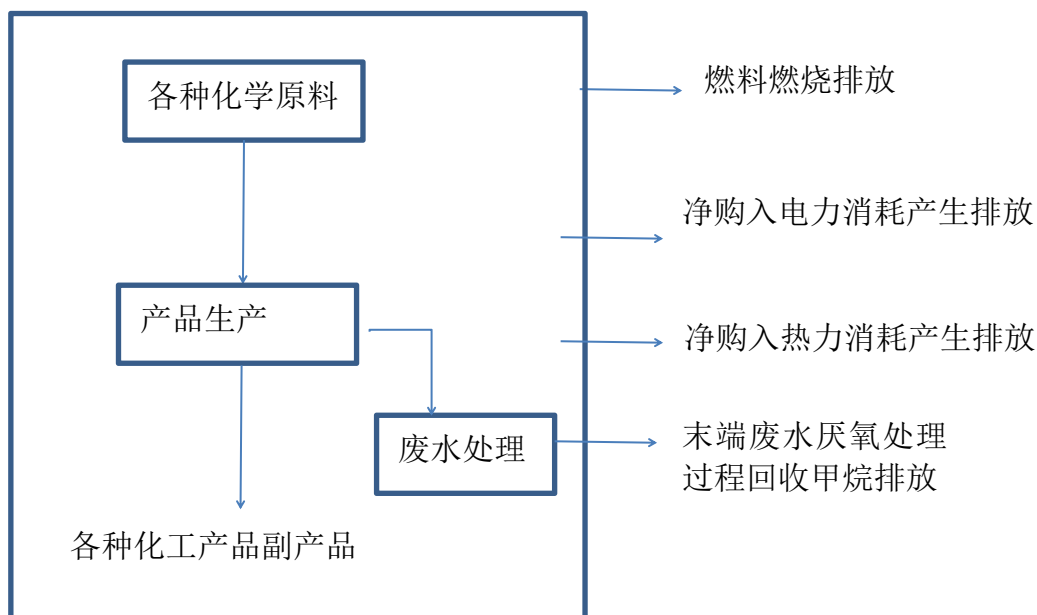 各种化学原料
燃料燃烧排放
净购入电力消耗产生排放
产品生产
净购入热力消耗产生排放
废水处理
末端废水厌氧处理
过程回收甲烷排放
各种化工产品副产品